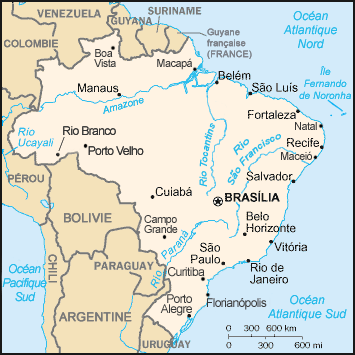 VENEZUELA
SURINAME
GUYANA
Océan
Atlantique
Nord
COLOMBIE
Guyane
française
(FRANCE)
Boa
Vista
Macapá
Belém
São Luís
Île
Fernando
de Noronha
Manaus
Amazone
Fortaleza
Natal
Río
Ucayali
Rio Branco
Porto Velho
Rio Tocantins
Rio
São Francisco
Recife
Maceió
PÉROU
Salvador
Cuiabá
BRASÍLIA
BOLIVIE
Campo
Grande
Belo
Horizonte
Rio Paraná
Vitória
São
Paulo
Rio de
Janeiro
Océan
Pacifique
Sud
CHILI
PARAGUAY
Curitiba
Florianópolis
Porto
Alegre
Océan
Atlantique Sud
ARGENTINE
URUGUAY
0 300 600 km
0 300 600 mi